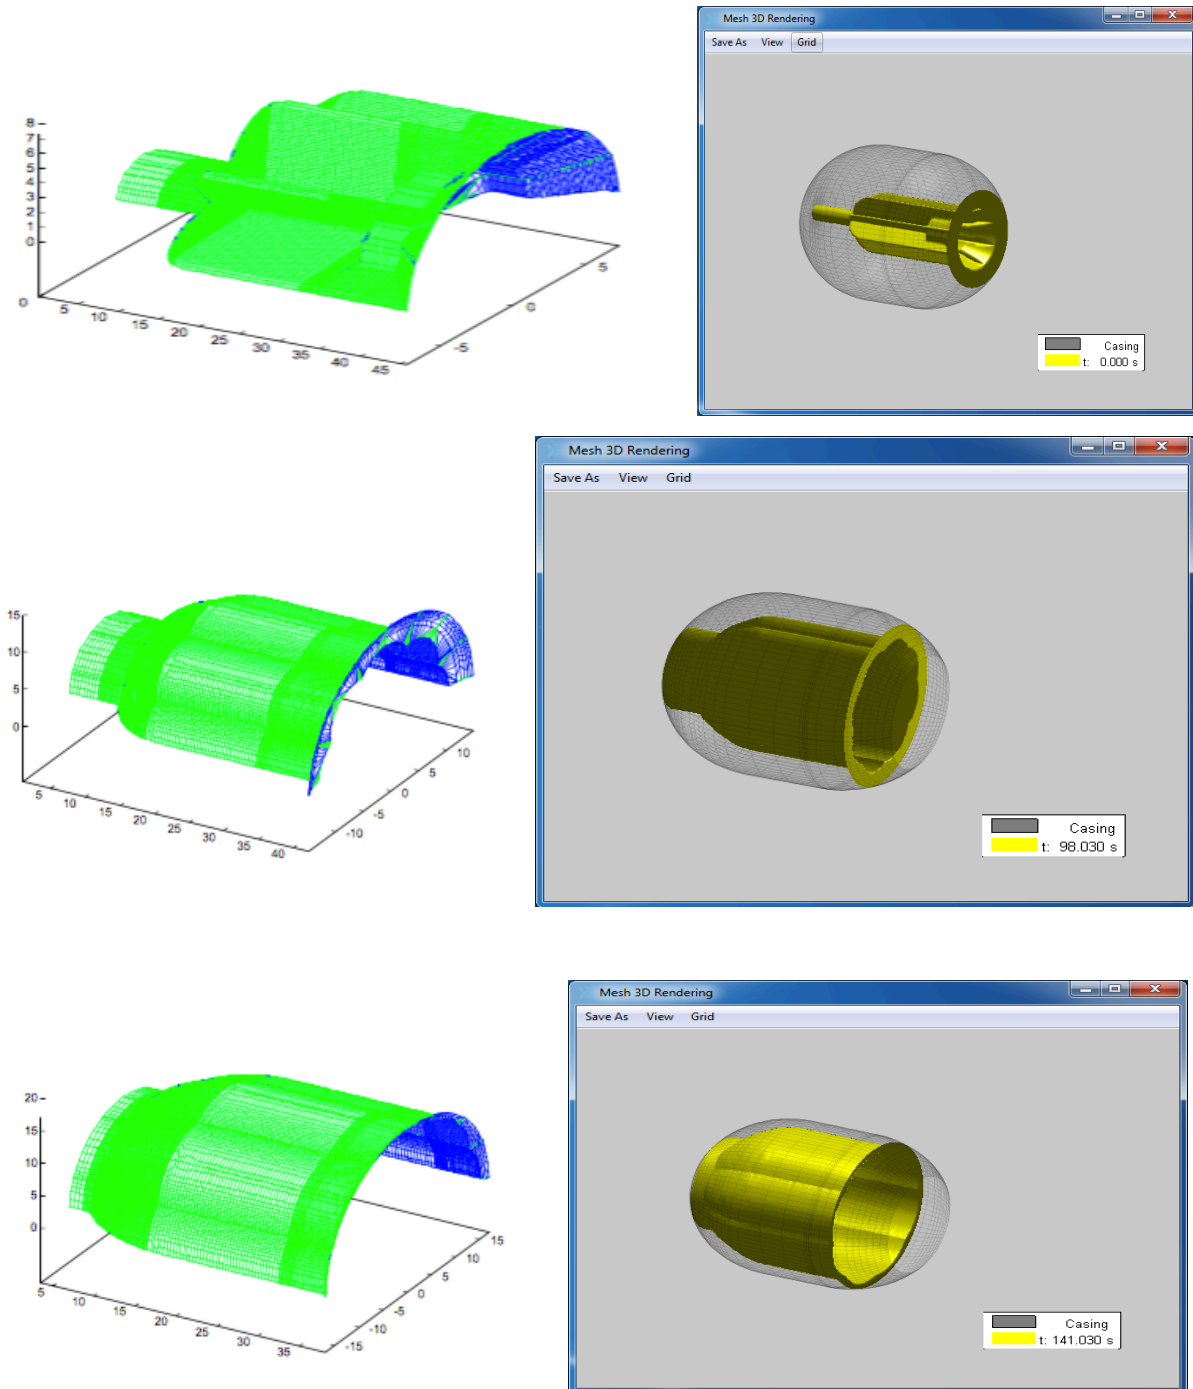 Mesh 3D Rendering
Save As View Grid
8
7
6
5
4
3
2
1
0
0 5 10 15 20 25 30 35 40 45
-5 0 5
Casing
t: 0.000 s
Mesh 3D Rendering
Save As View Grid
15
10
5
0
5 10 15 20 25 30 35 40
-10 -5 0 5 10
Casing
t: 98.030 s
Mesh 3D Rendering
Save As View Grid
20
15
10
5
0
5 10 15 20 25 30 35
-15 -10 -5 0 5 10 15
Casing
t: 141.030 s